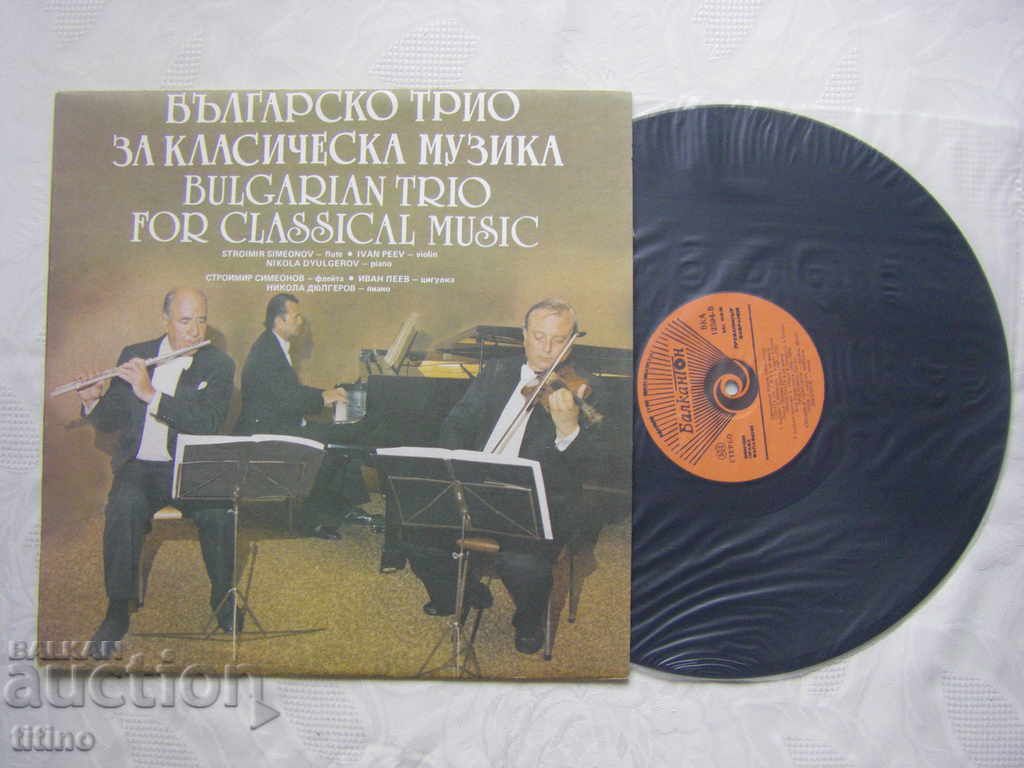 БЪЛГАРСКО ТРИО
ЗА КЛАСИЧЕСКА МУЗИКА
BULGARIAN TRIO
FOR CLASSICAL MUSIC
STROIMIR SIMEONOV – flute • IVAN PEEV – violin
NIKOLA DYULGEROV – piano
СТРОИМИР СИМЕОНОВ – флейта • ИВАН ПЕЕВ – цигулка
НИКОЛА ДЮЛГЕРОВ – пиано
Балкантон
СТЕРЕО
BALKAN
auction
titino